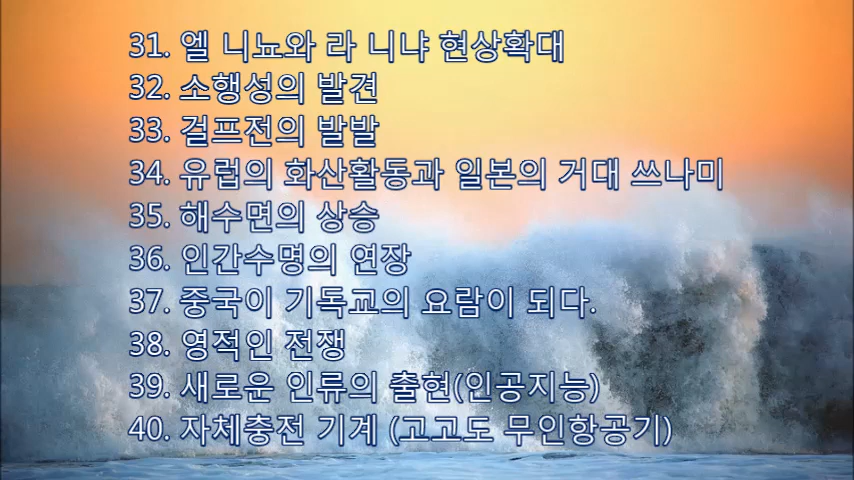 31. 엘 니뇨와 라 니냐 현상확대
32. 소행성의 발견
33. 걸프전의 발발
34. 유럽의 화산활동과 일본의 거대 쓰나미
35. 해수면의 상승
36. 인간수명의 연장
37. 중국이 기독교의 요람이 되다.
38. 영적인 전쟁
39. 새로운 인류의 출현(인공지능)
40. 자체충전 기계 (고고도 무인항공기)